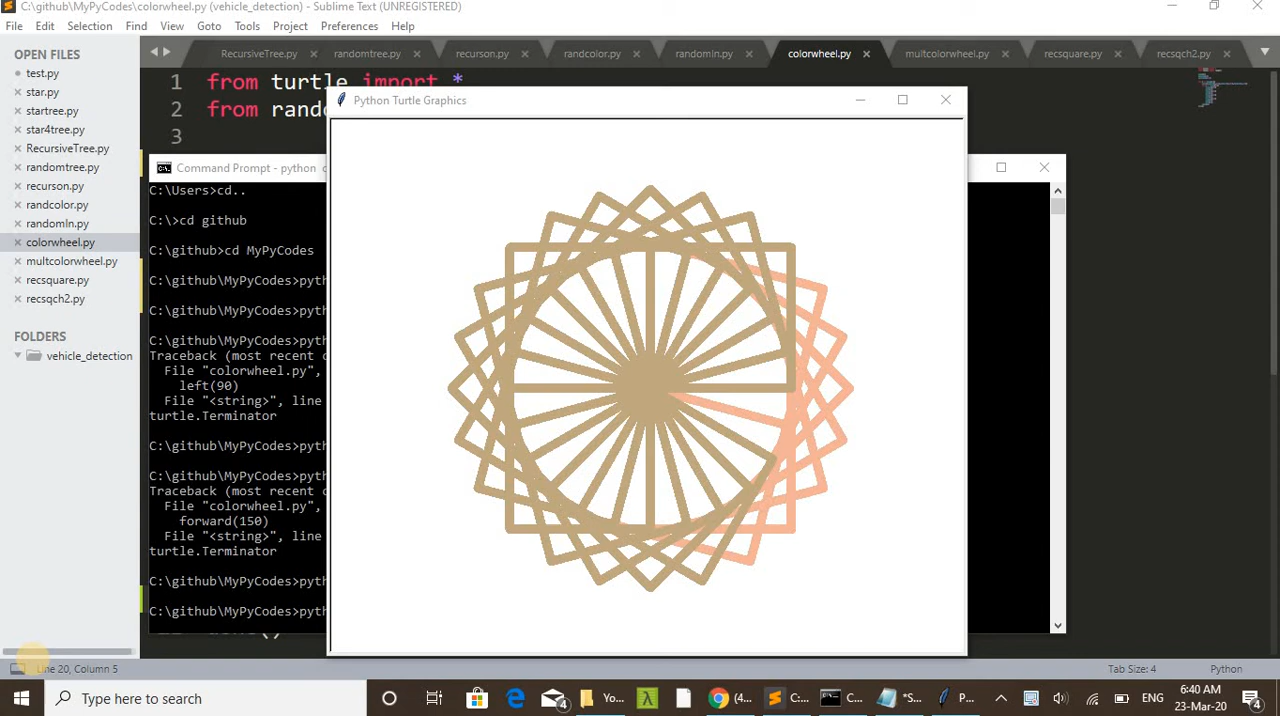 C:\github\MyPyCodes\colorwheel.py (vehicle_detection) - Sublime Text (UNREGISTERED)
File Edit Selection Find View Goto Tools Project Preferences Help
OPEN FILES
test.py
star.py
startree.py
star4tree.py
RecursiveTree.py
randomtree.py
recurson.py
randcolor.py
randomIn.py
colorwheel.py
multcolorwheel.py
recsquare.py
recsqch2.py
FOLDERS
vehicle_detection
RecursiveTree.py randomtree.py recurson.py randcolor.py randomIn.py colorwheel.py multcolorwheel.py recsquare.py recsqch2.py
1 from turtle import *
2 from rand
3
Python Turtle Graphics
Command Prompt - python
C:\Users>cd..
C:\>cd github
C:\github>cd MyPyCodes
C:\github\MyPyCodes>pyth
C:\github\MyPyCodes>pyth
C:\github\MyPyCodes>pyth
Traceback (most recent c
File "colorwheel.py",
left(90)
File "<string>", line
turtle.Terminator
C:\github\MyPyCodes>pyth
C:\github\MyPyCodes>pyth
Traceback (most recent c
File "colorwheel.py",
forward(150)
File "<string>", line
turtle.Terminator
C:\github\MyPyCodes>pyth
C:\github\MyPyCodes>pyth
Line 20, Column 5
Tab Size: 4 Python
Type here to search
4 Yo... (4... C:... C... *S... P... ENG
6:40 AM
23-Mar-20
4